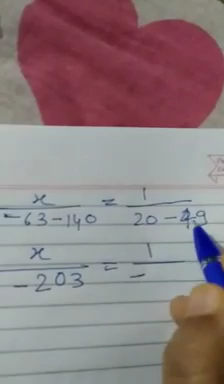 x/-63-140 = 1/20-49
x/-203 = 1/-